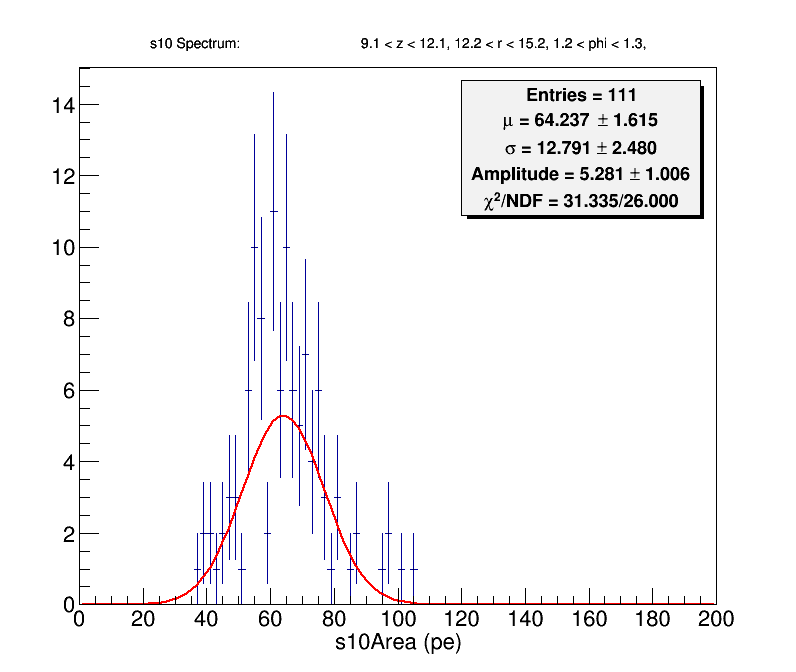 s10 Spectrum: 9.1 < z < 12.1, 12.2 < r < 15.2, 1.2 < phi < 1.3,
Entries = 111
μ = 64.237 ± 1.615
σ = 12.791 ± 2.480
Amplitude = 5.281 ± 1.006
χ²/NDF = 31.335/26.000
14
12
10
8
6
4
2
0
0 20 40 60 80 100 120 140 160 180 200
s10Area (pe)